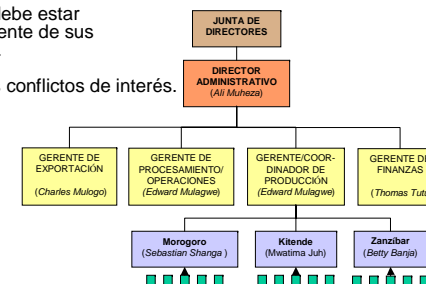 debe estar
ente de sus
s conflictos de interés.
JUNTA DE
DIRECTORES
DIRECTOR
ADMINISTRATIVO
(Ali Muheza)
GERENTE DE
EXPORTACIÓN
(Charles Mulogo)
GERENTE DE
PROCESAMIENTO/
OPERACIONES
(Edward Mulagwe)
GERENTE/COOR-
DINADOR DE
PRODUCCIÓN
(Edward Mulagwe)
GERENTE DE
FINANZAS
(Thomas Tuta
Morogoro
(Sebastian Shanga )
Kitende
(Mwatima Juh)
Zanzíbar
(Betty Banja)